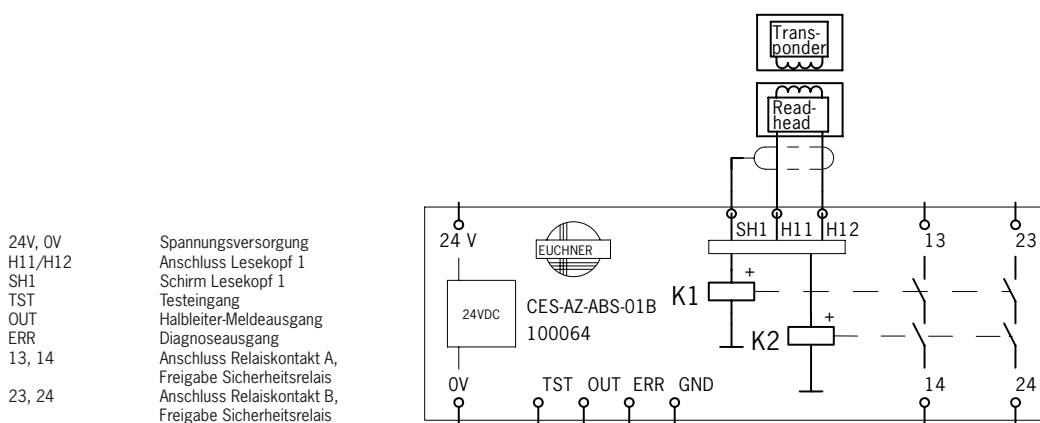 Trans-
ponder
Read-
head
24 V
SH1 H11 H12
13
23
EUCHNER
24VDC
CES-AZ-ABS-01B
100064
K1
+
K2
+
0V
TST OUT ERR GND
14
24
24V, 0V Spannungsversorgung
H11/H12 Anschluss Lesekopf 1
SH1 Schirm Lesekopf 1
TST Testeingang
OUT Halbleiter-Meldeausgang
ERR Diagnoseausgang
13, 14 Anschluss Relaiskontakt A,
Freigabe Sicherheitsrelais
23, 24 Anschluss Relaiskontakt B,
Freigabe Sicherheitsrelais